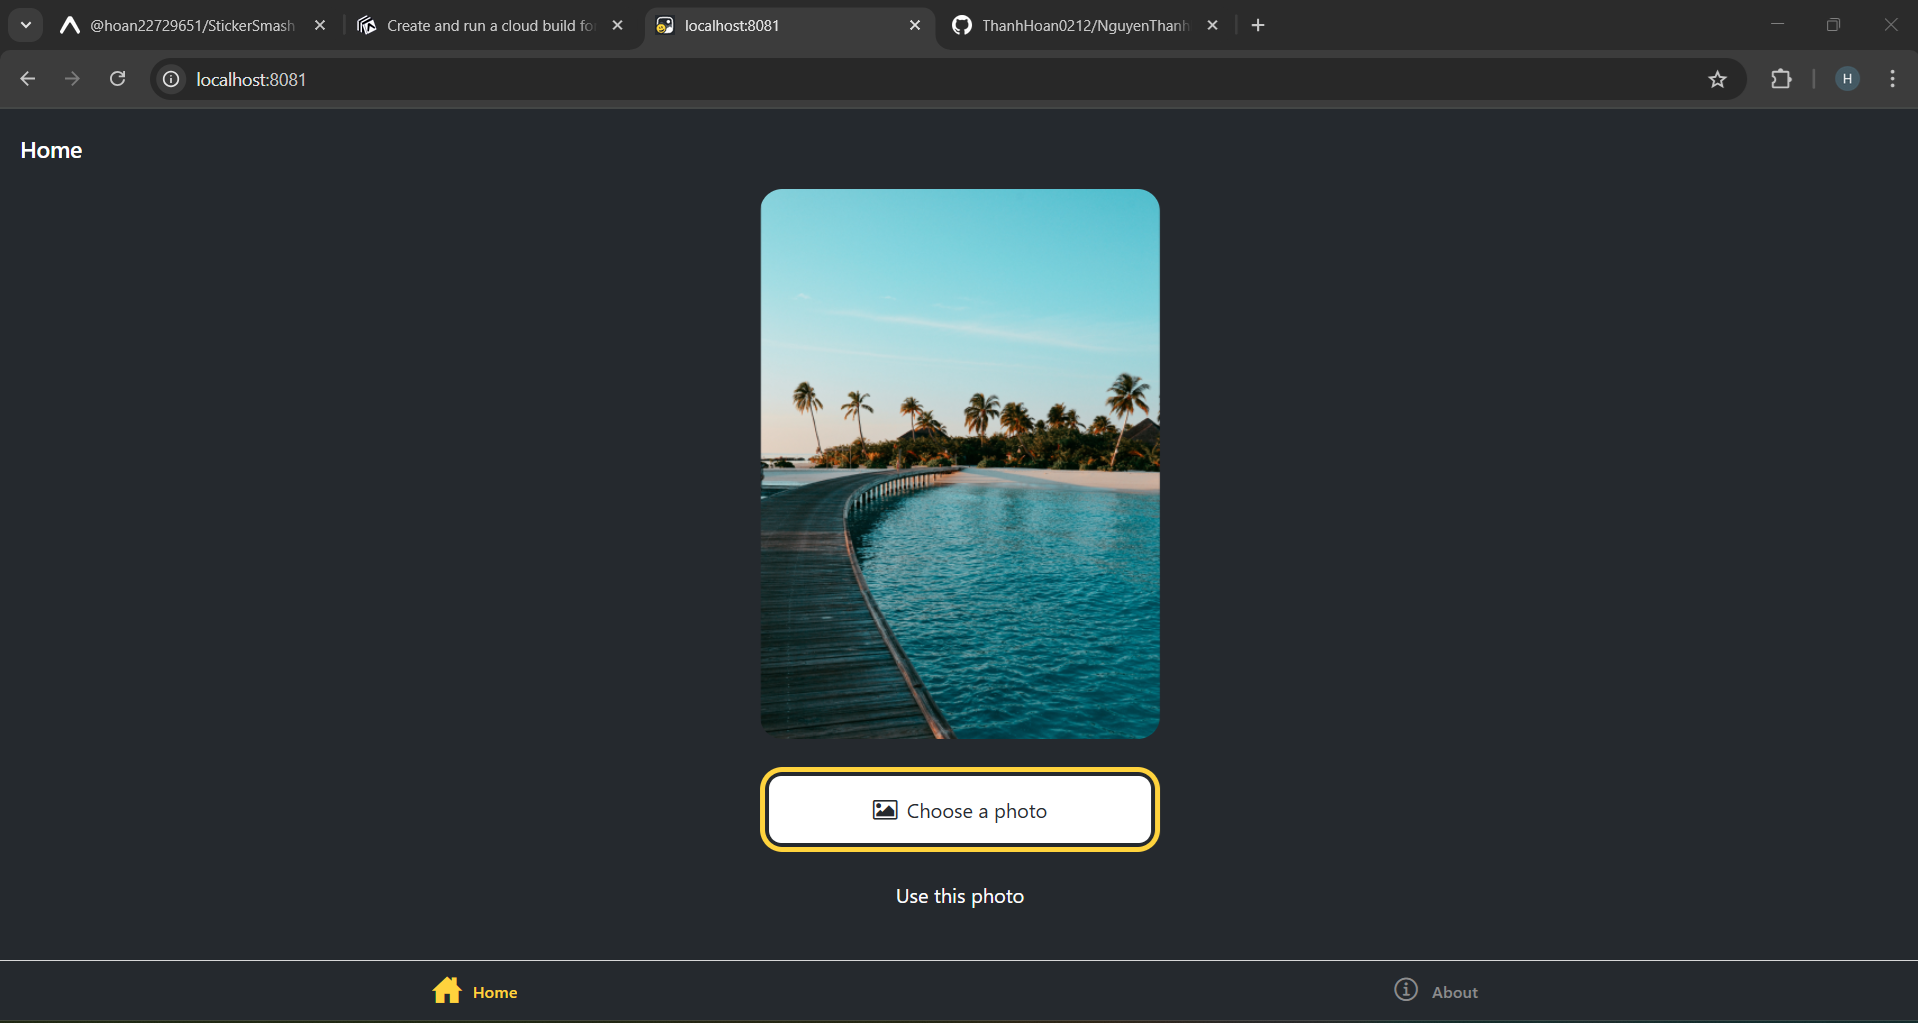 @hoan22729651/StickerSmash
Create and run a cloud build fo
localhost:8081
ThanhHoan0212/NguyenThanh
localhost:8081
H
Home
Choose a photo
Use this photo
Home
About